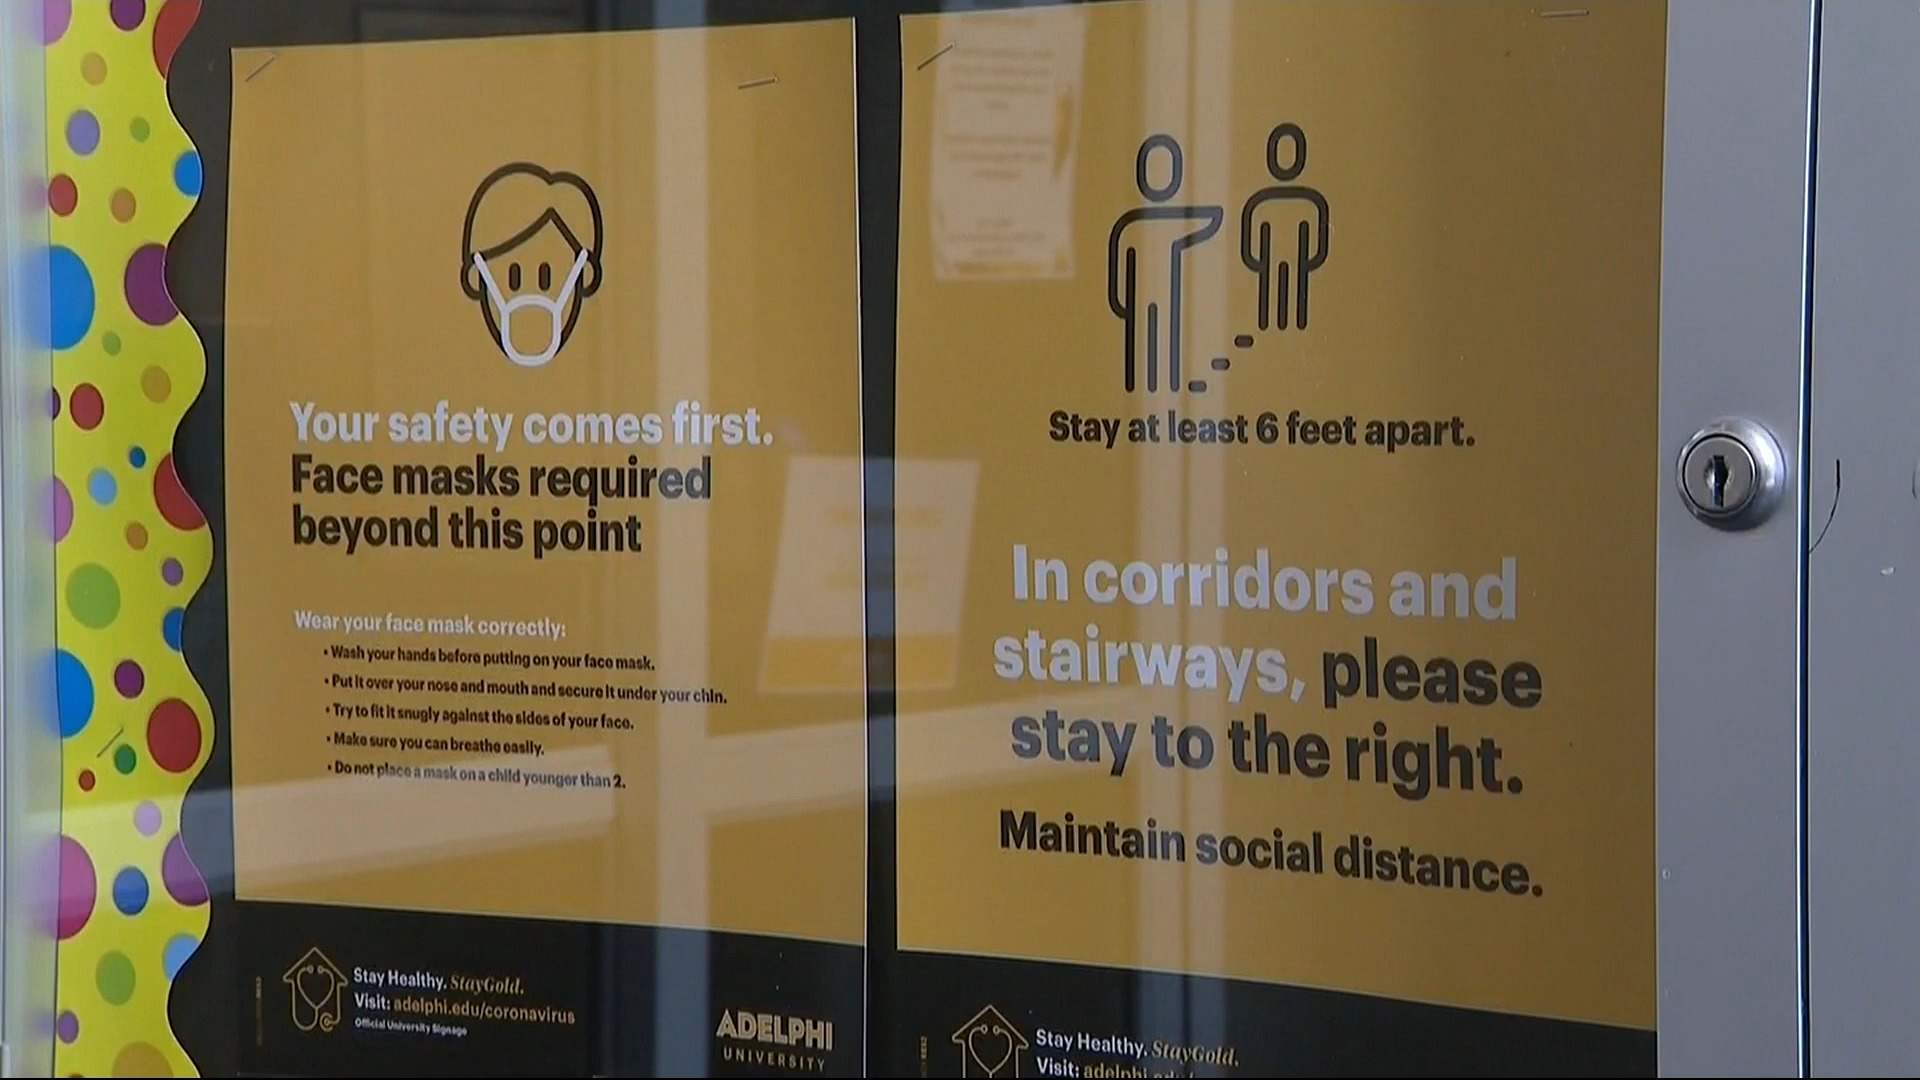 Your safety comes first.
Face masks required
beyond this point
Wear your face mask correctly:
• Wash your hands before putting on your face mask.
• Put it over your nose and mouth and secure it under your chin.
• Try to fit it snugly against the sides of your face.
• Make sure you can breathe easily.
• Do not place a mask on a child younger than 2.
Stay Healthy. StayGold.
Visit: adelphi.edu/coronavirus
Official University Signage
ADELPHI
UNIVERSITY
Stay at least 6 feet apart.
In corridors and
stairways, please
stay to the right.
Maintain social distance.
Stay Healthy. StayGold.
Visit: adelphi.edu/